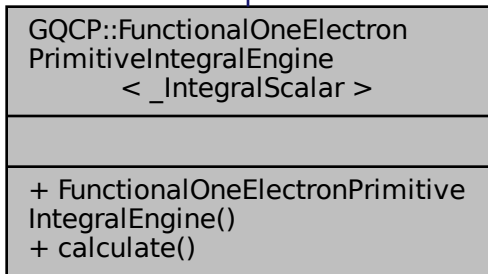 GQCP::FunctionalOneElectron
PrimitiveIntegralEngine
< _IntegralScalar >
+ FunctionalOneElectronPrimitive
IntegralEngine()
+ calculate()